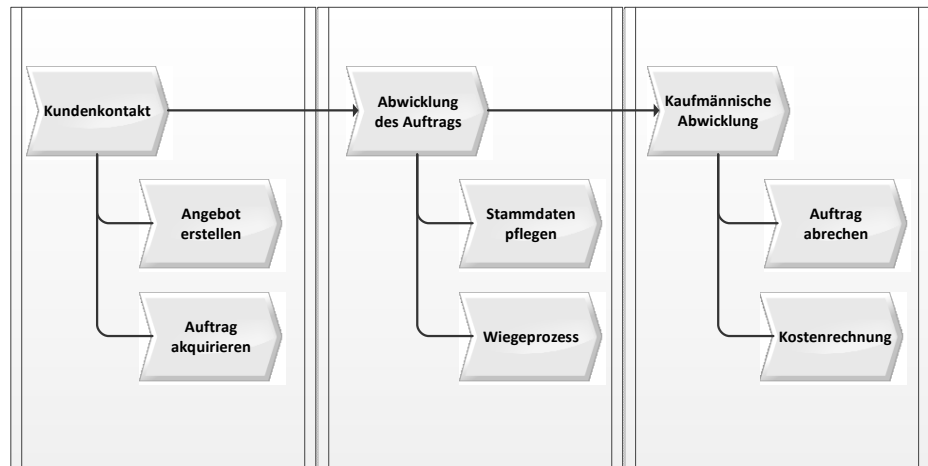 Kundenkontakt
Angebot
erstellen
Auftrag
akquirieren
Abwicklung
des Auftrags
Stammdaten
pflegen
Wiegeprozess
Kaufmännische
Abwicklung
Auftrag
abrechen
Kostenrechnung